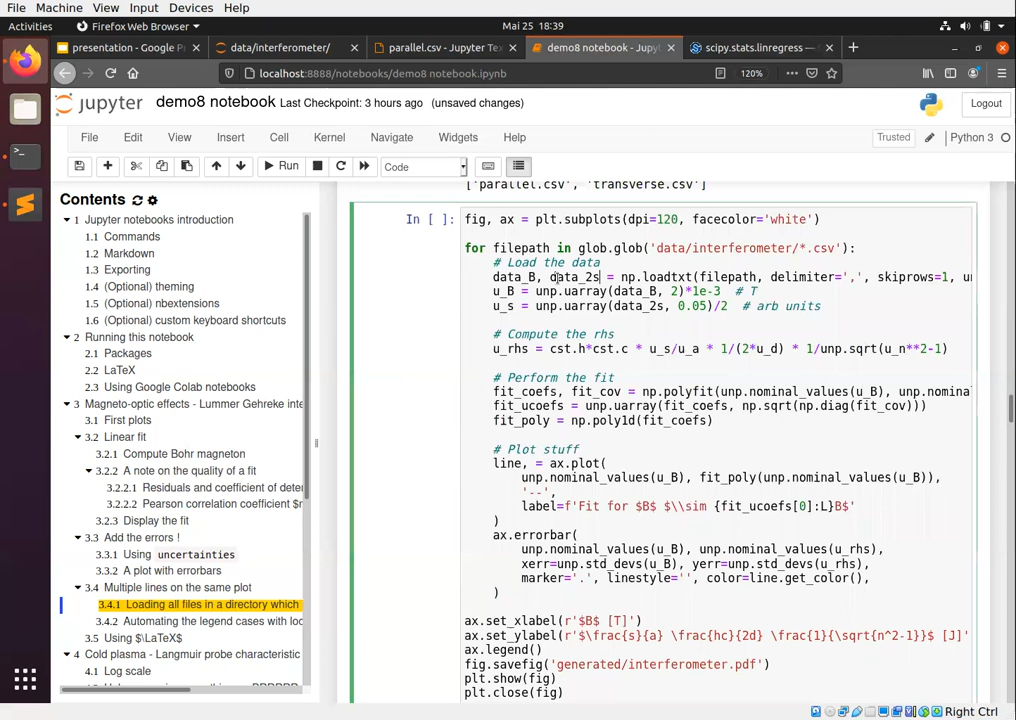 File Machine View Input Devices Help
Activities Firefox Web Browser Mai 25 18:39
presentation - Google P data/interferometer/ parallel.csv - Jupyter Te demo8 notebook - Jupy scipy.stats.linregress —
localhost:8888/notebooks/demo8 notebook.ipynb 120%
jupyter demo8 notebook Last Checkpoint: 3 hours ago (unsaved changes) Logout
File Edit View Insert Cell Kernel Navigate Widgets Help Trusted Python 3
Run Code
Contents
1 Jupyter notebooks introduction
1.1 Commands
1.2 Markdown
1.3 Exporting
1.4 (Optional) theming
1.5 (Optional) nbextensions
1.6 (Optional) custom keyboard shortcuts
2 Running this notebook
2.1 Packages
2.2 LaTeX
2.3 Using Google Colab notebooks
3 Magneto-optic effects - Lummer Gehreke inte
3.1 First plots
3.2 Linear fit
3.2.1 Compute Bohr magneton
3.2.2 A note on the quality of a fit
3.2.2.1 Residuals and coefficient of deter
3.2.2.2 Pearson correlation coefficient $r
3.2.3 Display the fit
3.3 Add the errors !
3.3.1 Using uncertainties
3.3.2 A plot with errorbars
3.4 Multiple lines on the same plot
3.4.1 Loading all files in a directory which
3.4.2 Automating the legend cases with loc
3.5 Using $\LaTeX$
4 Cold plasma - Langmuir probe characteristic
4.1 Log scale
['parallel.csv', 'transverse.csv']
In [ ]: fig, ax = plt.subplots(dpi=120, facecolor='white')
for filepath in glob.glob('data/interferometer/*.csv'):
# Load the data
data_B, data_2s = np.loadtxt(filepath, delimiter=',', skiprows=1, un
u_B = unp.uarray(data_B, 2)*1e-3 # T
u_s = unp.uarray(data_2s, 0.05)/2 # arb units
# Compute the rhs
u_rhs = cst.h*cst.c * u_s/u_a * 1/(2*u_d) * 1/unp.sqrt(u_n**2-1)
# Perform the fit
fit_coefs, fit_cov = np.polyfit(unp.nominal_values(u_B), unp.nomina
fit_ucoefs = unp.uarray(fit_coefs, np.sqrt(np.diag(fit_cov)))
fit_poly = np.poly1d(fit_coefs)
# Plot stuff
line, = ax.plot(
unp.nominal_values(u_B), fit_poly(unp.nominal_values(u_B)),
'--',
label=f'Fit for $B$ $\\sim {fit_ucoefs[0]:L}B$'
)
ax.errorbar(
unp.nominal_values(u_B), unp.nominal_values(u_rhs),
xerr=unp.std_devs(u_B), yerr=unp.std_devs(u_rhs),
marker='.', linestyle='', color=line.get_color(),
)
ax.set_xlabel(r'$B$ [T]')
ax.set_ylabel(r'$\frac{s}{a} \frac{hc}{2d} \frac{1}{\sqrt{n^2-1}}$ [J]'
ax.legend()
fig.savefig('generated/interferometer.pdf')
plt.show(fig)
plt.close(fig)
Right Ctrl